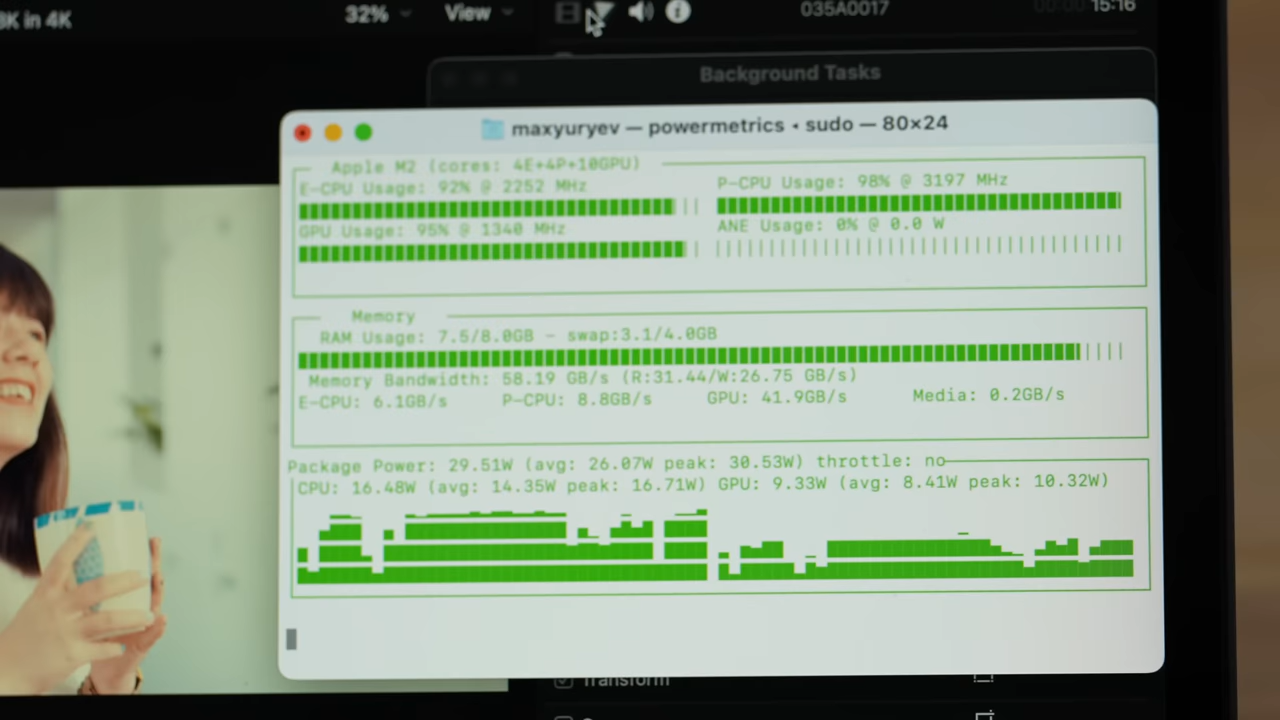 8K in 4K
32%
View
035A0017
00:00 15:16
Background Tasks
maxyuryev — powermetrics ◂ sudo — 80×24
Apple M2 (cores: 4E+4P+10GPU)
E-CPU Usage: 92% @ 2252 MHz
P-CPU Usage: 98% @ 3197 MHz
GPU Usage: 95% @ 1340 MHz
ANE Usage: 0% @ 0.0 W
Memory
RAM Usage: 7.5/8.0GB - swap:3.1/4.0GB
Memory Bandwidth: 58.19 GB/s (R:31.44/W:26.75 GB/s)
E-CPU: 6.1GB/s P-CPU: 8.8GB/s GPU: 41.9GB/s Media: 0.2GB/s
Package Power: 29.51W (avg: 26.07W peak: 30.53W) throttle: no
CPU: 16.48W (avg: 14.35W peak: 16.71W) GPU: 9.33W (avg: 8.41W peak: 10.32W)
Transform